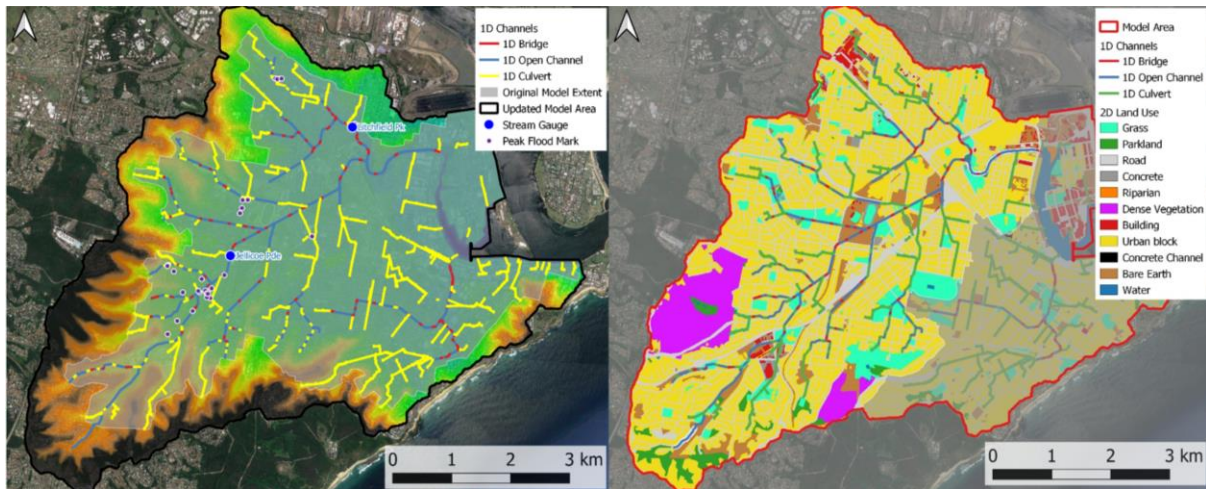 1D Channels
1D Bridge
1D Open Channel
1D Culvert
Original Model Extent
Updated Model Area
Stream Gauge
Peak Flood Mark
Litchfield Pk
Jellicoe Pde
0 1 2 3 km
Model Area
1D Channels
1D Bridge
1D Open Channel
1D Culvert
2D Land Use
Grass
Parkland
Road
Concrete
Riparian
Dense Vegetation
Building
Urban block
Concrete Channel
Bare Earth
Water
0 1 2 3 km